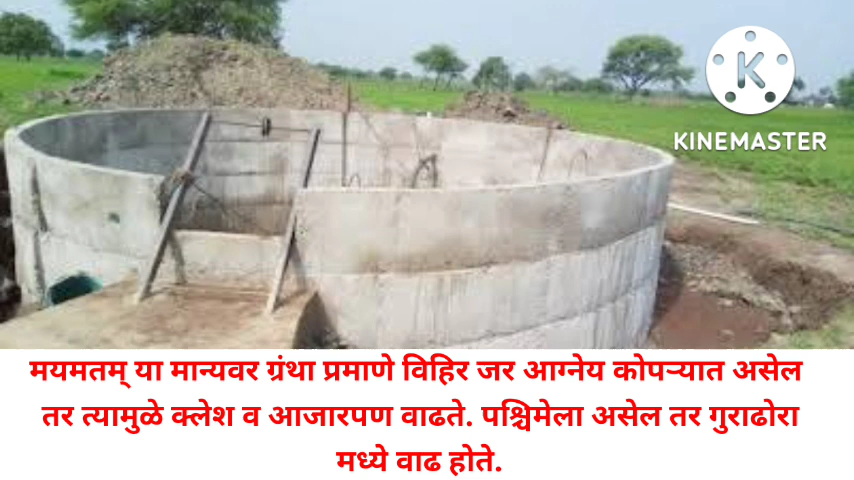 K
KINEMASTER
मयमतम् या मान्यवर ग्रंथा प्रमाणे विहिर जर आग्नेय कोपऱ्यात असेल
तर त्यामुळे क्लेश व आजारपण वाढते. पश्चिमेला असेल तर गुराढोरा
मध्ये वाढ होते.